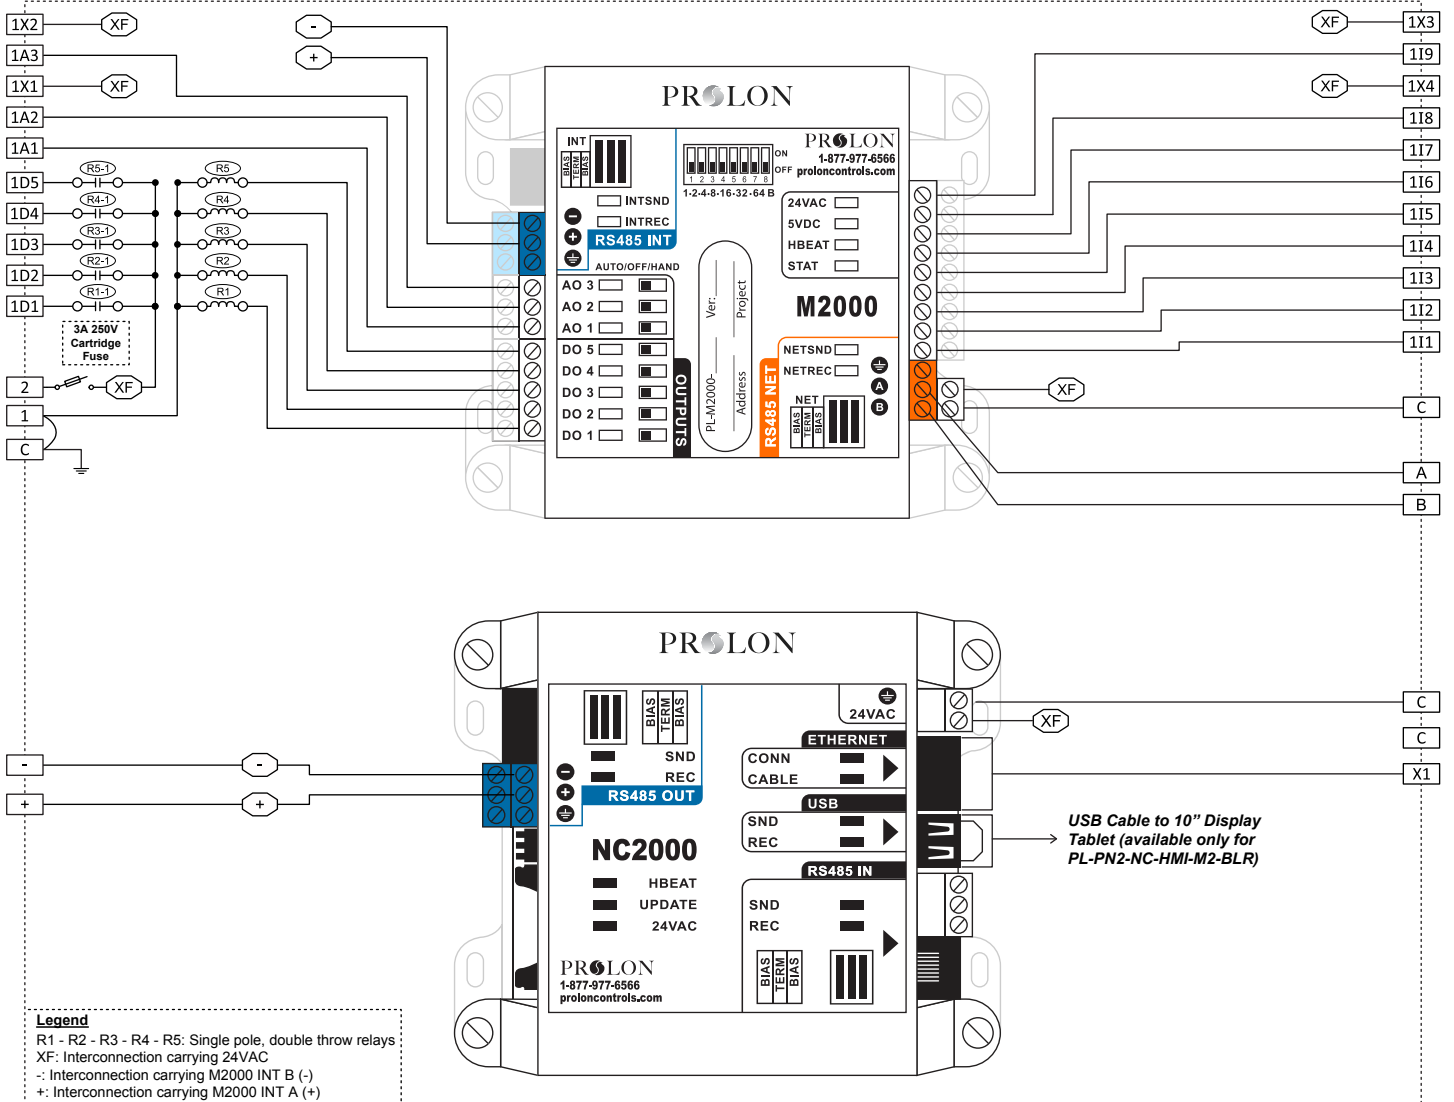 1X2
XF
1A3
1X1
XF
1A2
1A1
1D5
R5-1
R5
1D4
R4-1
R4
1D3
R3-1
R3
1D2
R2-1
R2
1D1
R1-1
R1
3A 250V
Cartridge
Fuse
2
XF
1
C
-
+
PROLON
INT
BIAS
TERM
BIAS
INTSND
INTREC
RS485 INT
-
+
1 2 3 4 5 6 7 8
ON
OFF
1-2-4-8-16-32-64 B
PROLON
1-877-977-6566
proloncontrols.com
24VAC
5VDC
HBEAT
STAT
AUTO/OFF/HAND
AO 3
AO 2
AO 1
DO 5
DO 4
DO 3
DO 2
DO 1
OUTPUTS
PL-M2000-
Ver:
Address
Project
M2000
RS485 NET
NETSND
NETREC
A
B
NET
BIAS
TERM
BIAS
XF
1X3
1I9
XF
1X4
1I8
1I7
1I6
1I5
1I4
1I3
1I2
1I1
XF
C
A
B
PROLON
BIAS
TERM
BIAS
SND
REC
RS485 OUT
-
+
-
-
+
+
24VAC
ETHERNET
CONN
CABLE
USB
SND
REC
RS485 IN
SND
REC
BIAS
TERM
BIAS
NC2000
HBEAT
UPDATE
24VAC
PROLON
1-877-977-6566
proloncontrols.com
C
XF
C
X1
USB Cable to 10” Display
Tablet (available only for
PL-PN2-NC-HMI-M2-BLR)
Legend
R1 - R2 - R3 - R4 - R5: Single pole, double throw relays
XF: Interconnection carrying 24VAC
-: Interconnection carrying M2000 INT B (-)
+: Interconnection carrying M2000 INT A (+)